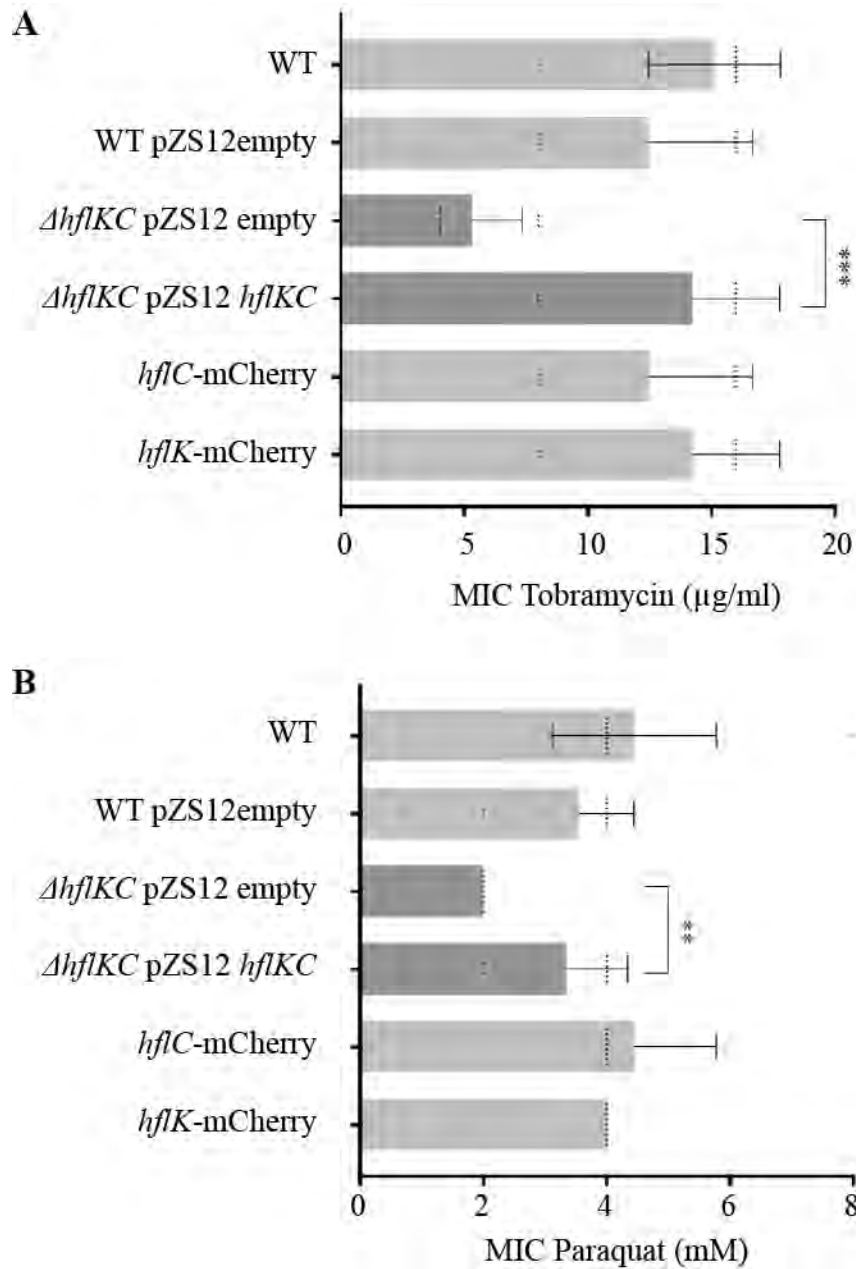 A
WT
WT pZS12empty
ΔhflKC pZS12 empty
ΔhflKC pZS12 hflKC
hflC-mCherry
hflK-mCherry
***
0 5 10 15 20
MIC Tobramycin (µg/ml)
B
WT
WT pZS12empty
ΔhflKC pZS12 empty
ΔhflKC pZS12 hflKC
hflC-mCherry
hflK-mCherry
**
0 2 4 6 8
MIC Paraquat (mM)